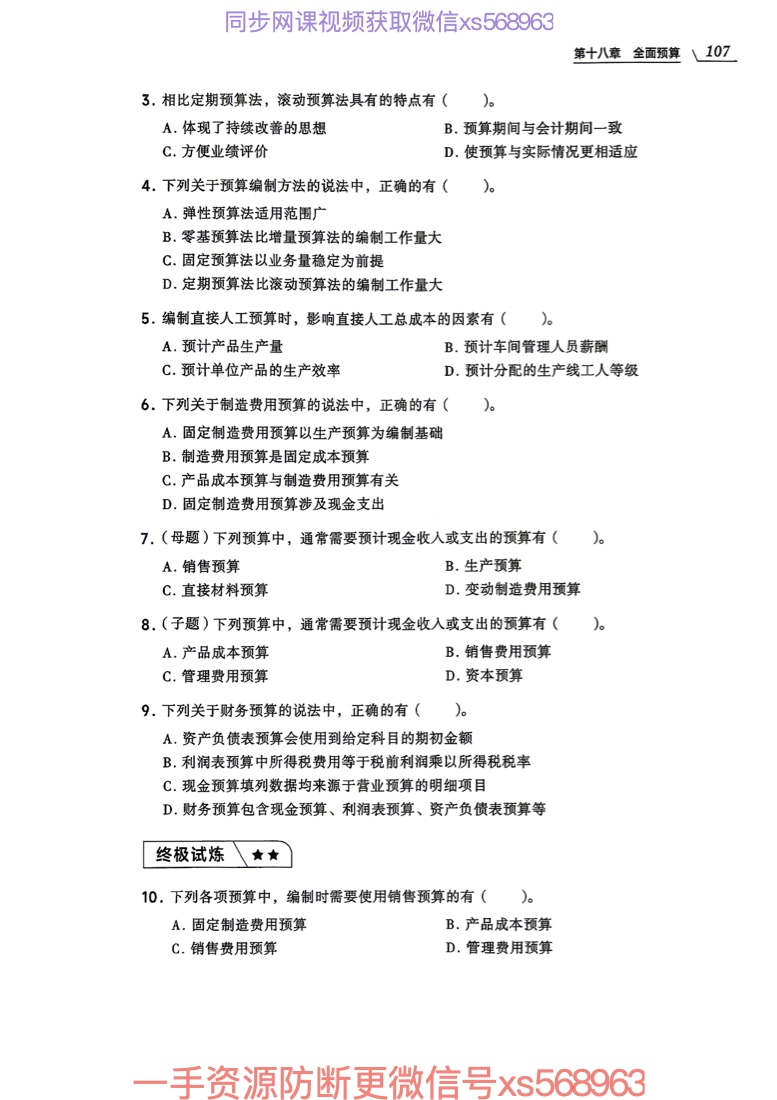 同步网课视频获取微信xs568963
第十八章 全面预算 107
3. 相比定期预算法，滚动预算法具有的特点有（ ）。
A. 体现了持续改善的思想 B. 预算期间与会计期间一致
C. 方便业绩评价 D. 使预算与实际情况更相适应
4. 下列关于预算编制方法的说法中，正确的有（ ）。
A. 弹性预算法适用范围广
B. 零基预算法比增量预算法的编制工作量大
C. 固定预算法以业务量稳定为前提
D. 定期预算法比滚动预算法的编制工作量大
5. 编制直接人工预算时，影响直接人工总成本的因素有（ ）。
A. 预计产品生产量 B. 预计车间管理人员薪酬
C. 预计单位产品的生产效率 D. 预计分配的生产线工人等级
6. 下列关于制造费用预算的说法中，正确的有（ ）。
A. 固定制造费用预算以生产预算为编制基础
B. 制造费用预算是固定成本预算
C. 产品成本预算与制造费用预算有关
D. 固定制造费用预算涉及现金支出
7.（母题）下列预算中，通常需要预计现金收入或支出的预算有（ ）。
A. 销售预算 B. 生产预算
C. 直接材料预算 D. 变动制造费用预算
8.（子题）下列预算中，通常需要预计现金收入或支出的预算有（ ）。
A. 产品成本预算 B. 销售费用预算
C. 管理费用预算 D. 资本预算
9. 下列关于财务预算的说法中，正确的有（ ）。
A. 资产负债表预算会使用到给定科目的期初金额
B. 利润表预算中所得税费用等于税前利润乘以所得税税率
C. 现金预算填列数据均来源于营业预算的明细项目
D. 财务预算包含现金预算、利润表预算、资产负债表预算等
终极试炼 ★★
10. 下列各项预算中，编制时需要使用销售预算的有（ ）。
A. 固定制造费用预算 B. 产品成本预算
C. 销售费用预算 D. 管理费用预算
一手资源防断更微信号xs568963